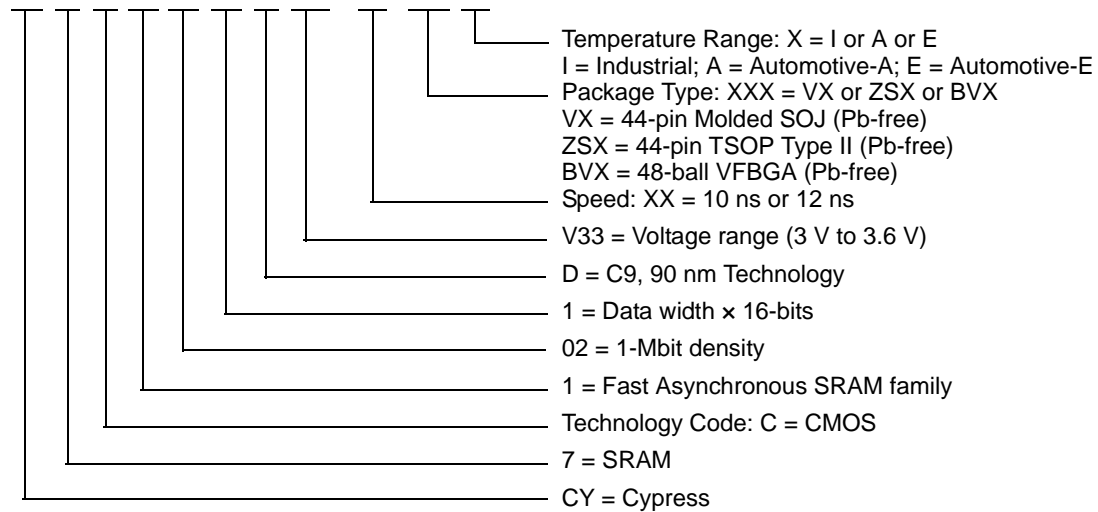 Temperature Range: X = I or A or E
I = Industrial; A = Automotive-A; E = Automotive-E
Package Type: XXX = VX or ZSX or BVX
VX = 44-pin Molded SOJ (Pb-free)
ZSX = 44-pin TSOP Type II (Pb-free)
BVX = 48-ball VFBGA (Pb-free)
Speed: XX = 10 ns or 12 ns
V33 = Voltage range (3 V to 3.6 V)
D = C9, 90 nm Technology
1 = Data width × 16-bits
02 = 1-Mbit density
1 = Fast Asynchronous SRAM family
Technology Code: C = CMOS
7 = SRAM
CY = Cypress